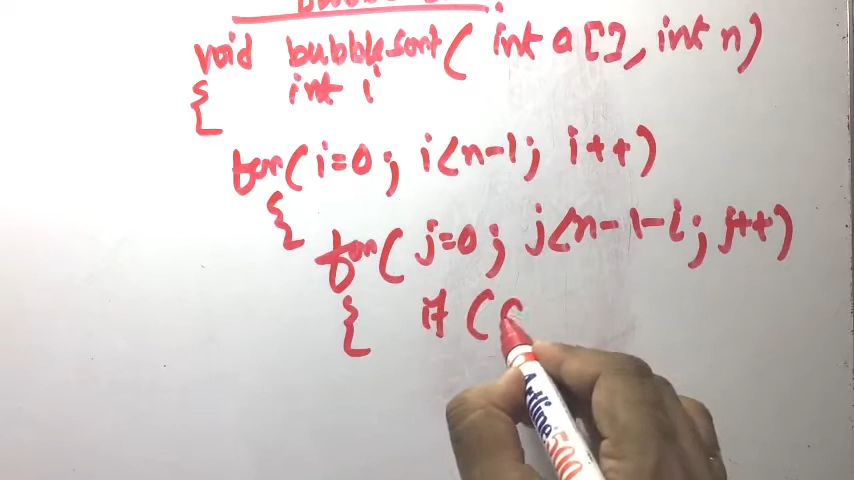 void bubblesort( int a [], int n)
{ int i
for(i=0; i<n-1; i++)
{
for( j=0; j<n-1-i; j++)
{ if (
Artline 500